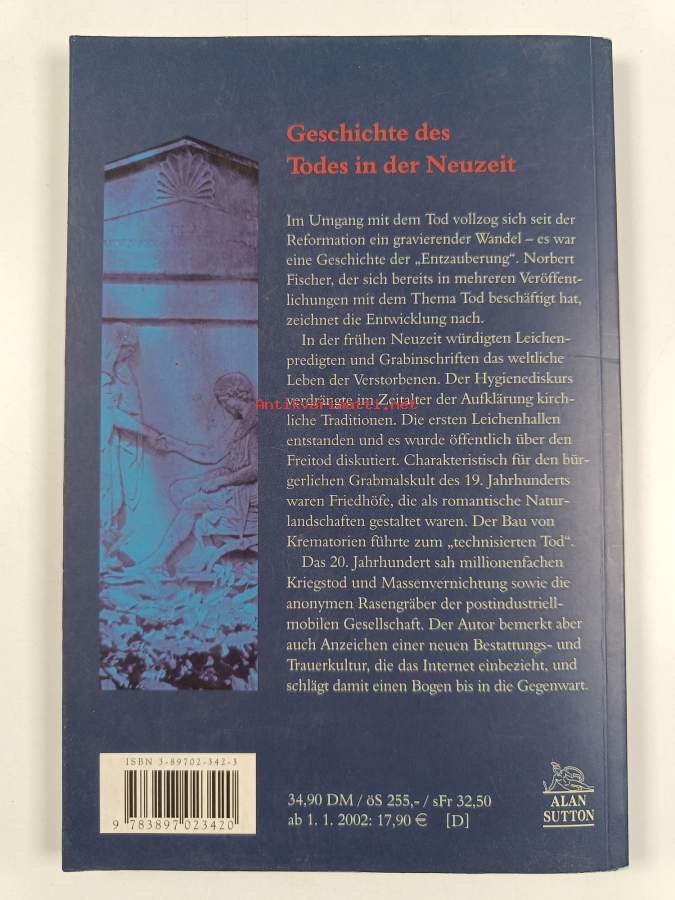 Geschichte des
Todes in der Neuzeit
Im Umgang mit dem Tod vollzog sich seit der
Reformation ein gravierender Wandel – es war
eine Geschichte der „Entzauberung“. Norbert
Fischer, der sich bereits in mehreren Veröffent-
lichungen mit dem Thema Tod beschäftigt hat,
zeichnet die Entwicklung nach.
In der frühen Neuzeit würdigten Leichen-
predigten und Grabinschriften das weltliche
Leben der Verstorbenen. Der Hygienediskurs
verdrängte im Zeitalter der Aufklärung kirch-
Antikvariaatti.net
liche Traditionen. Die ersten Leichenhallen
entstanden und es wurde öffentlich über den
Freitod diskutiert. Charakteristisch für den bür-
gerlichen Grabmalskult des 19. Jahrhunderts
waren Friedhöfe, die als romantische Natur-
landschaften gestaltet waren. Der Bau von
Krematorien führte zum „technisierten Tod“.
Das 20. Jahrhundert sah millionenfachen
Kriegstod und Massenvernichtung sowie die
anonymen Rasengräber der postindustriell-
mobilen Gesellschaft. Der Autor bemerkt aber
auch Anzeichen einer neuen Bestattungs- und
Trauerkultur, die das Internet einbezieht, und
schlägt damit einen Bogen bis in die Gegenwart.
ISBN 3-89702-342-3
9 783897 023420
34,90 DM / öS 255,- / sFr 32,50
ab 1. 1. 2002: 17,90 € [D]
ALAN
SUTTON